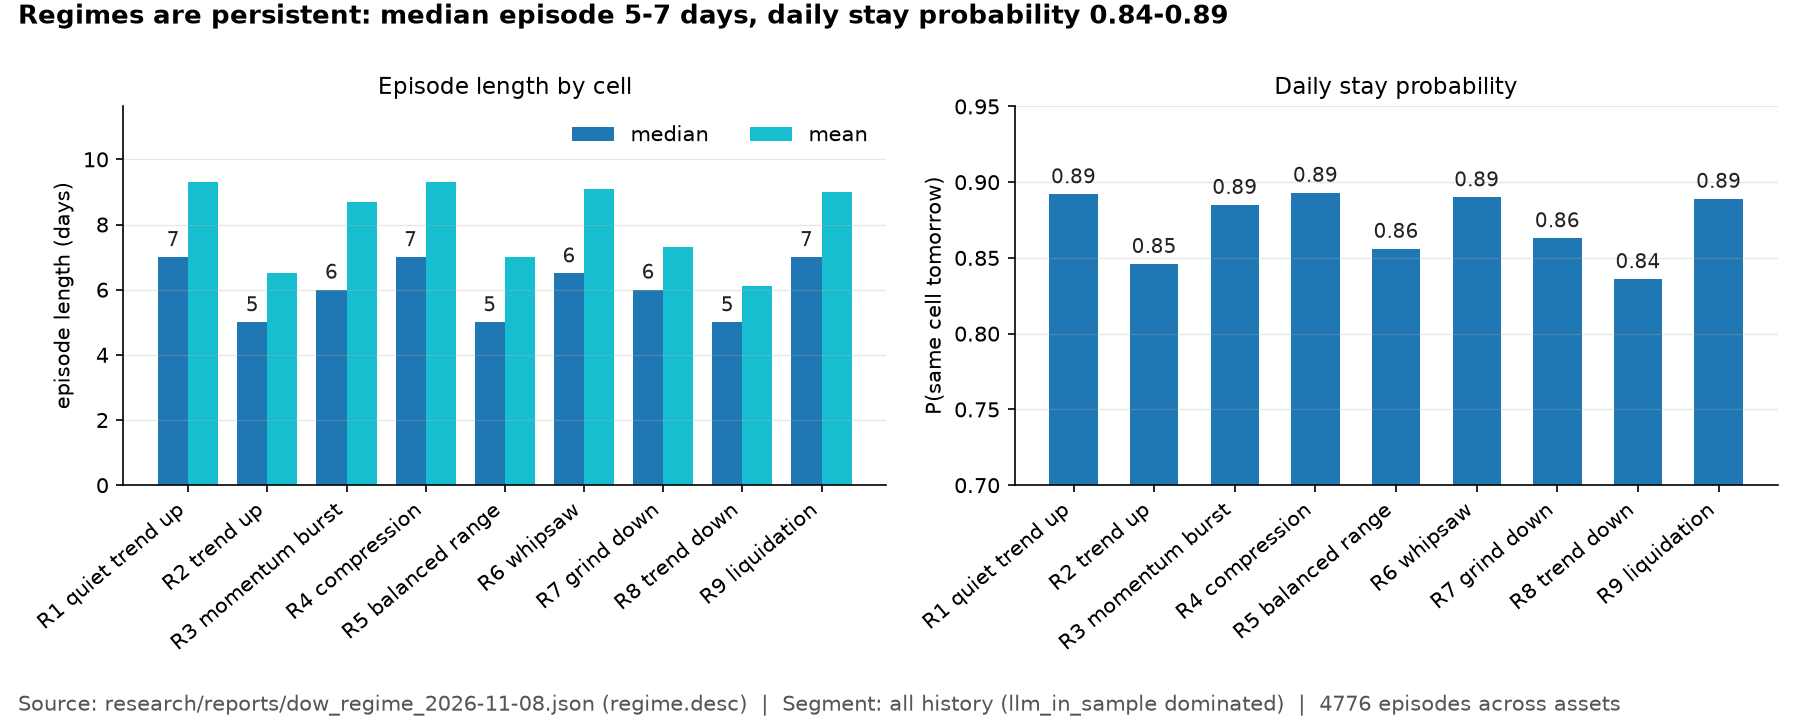 Regimes are persistent: median episode 5-7 days, daily stay probability 0.84-0.89
Episode length by cell
median
mean
episode length (days)
10
8
6
4
2
0
7
5
6
7
5
6
6
5
7
R1 quiet trend up
R2 trend up
R3 momentum burst
R4 compression
R5 balanced range
R6 whipsaw
R7 grind down
R8 trend down
R9 liquidation
Daily stay probability
P(same cell tomorrow)
0.95
0.90
0.85
0.80
0.75
0.70
0.89
0.85
0.89
0.89
0.86
0.89
0.86
0.84
0.89
R1 quiet trend up
R2 trend up
R3 momentum burst
R4 compression
R5 balanced range
R6 whipsaw
R7 grind down
R8 trend down
R9 liquidation
Source: research/reports/dow_regime_2026-11-08.json (regime.desc)  |  Segment: all history (llm_in_sample dominated)  |  4776 episodes across assets